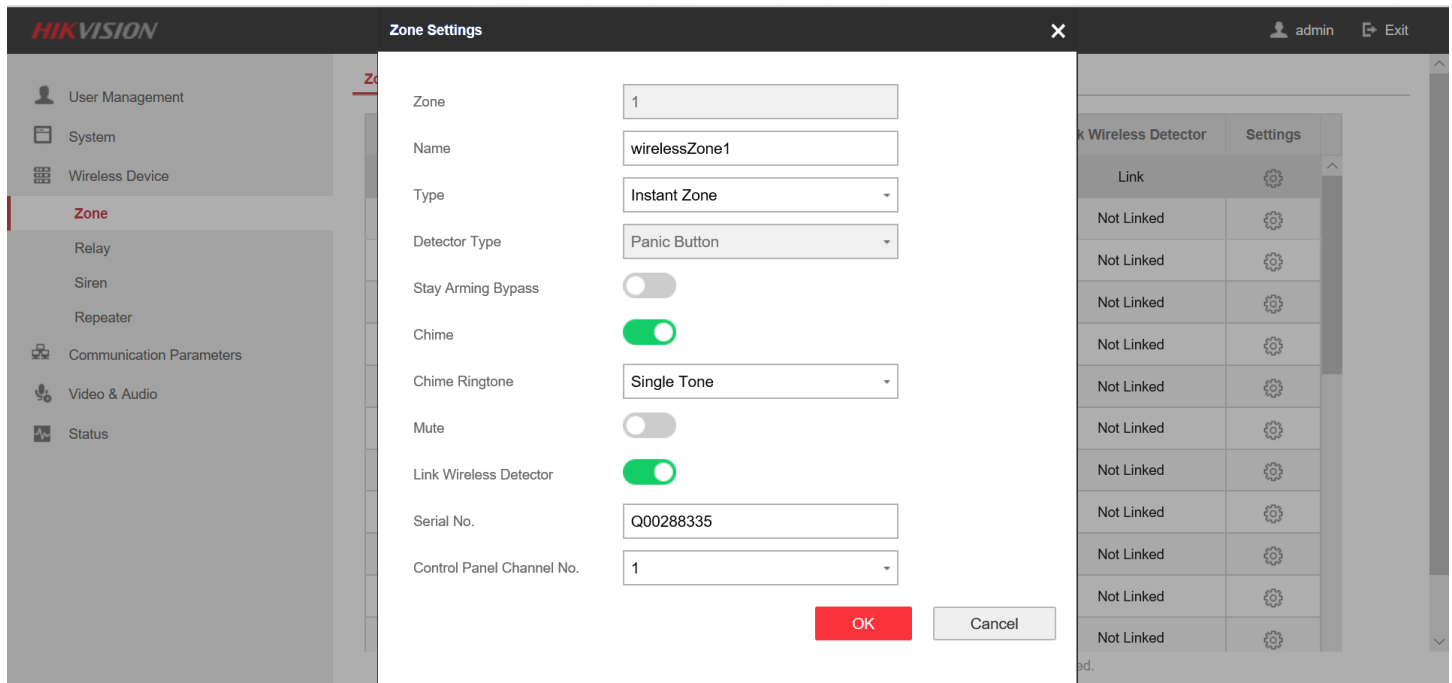 HIKVISION
Zone Settings
admin
Exit
User Management
System
Wireless Device
Zone
Relay
Siren
Repeater
Communication Parameters
Video & Audio
Status
Zone
1
Name
wirelessZone1
Type
Instant Zone
Detector Type
Panic Button
Stay Arming Bypass
Chime
Chime Ringtone
Single Tone
Mute
Link Wireless Detector
Serial No.
Q00288335
Control Panel Channel No.
1
OK
Cancel
Wireless Detector
Settings
Link
Not Linked
Not Linked
Not Linked
Not Linked
Not Linked
Not Linked
Not Linked
Not Linked
Not Linked
Not Linked
Not Linked